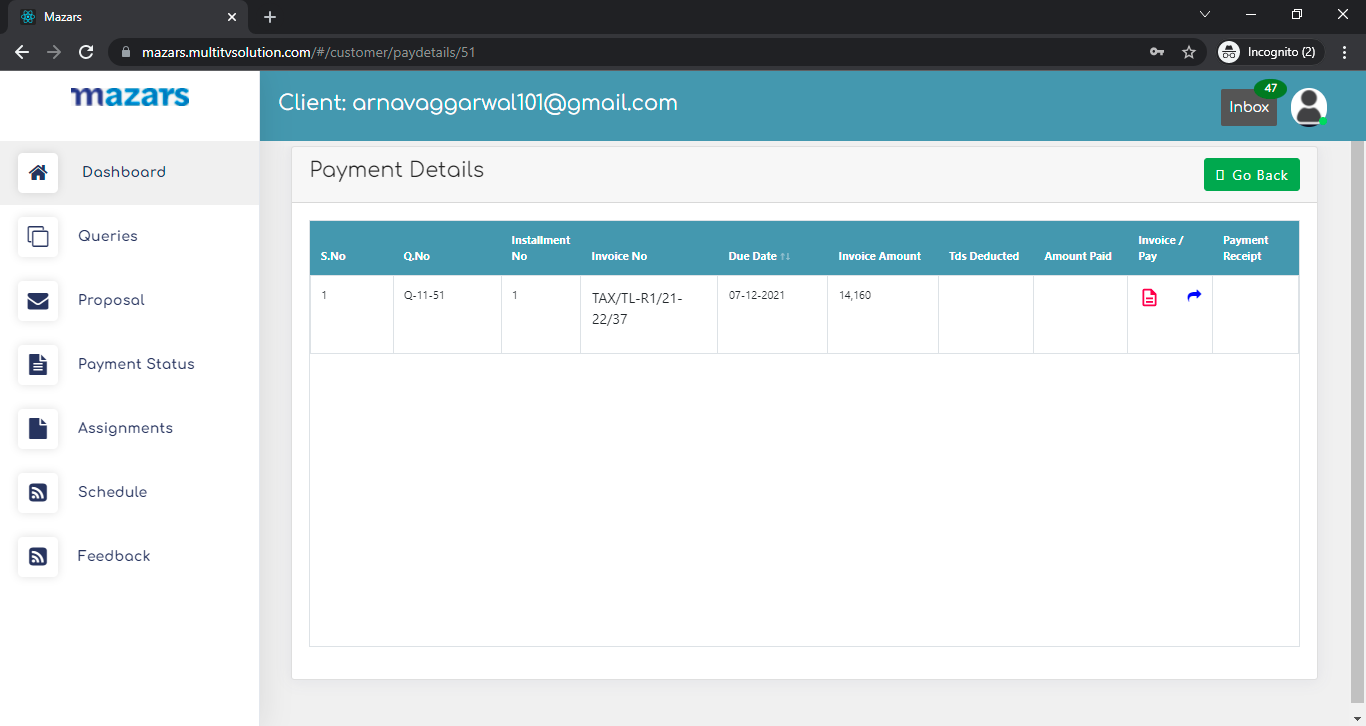 Mazars
mazars.multitvsolution.com/#/customer/paydetails/51
Incognito (2)
mazars
Client: arnavaggarwal101@gmail.com
47
Inbox
Dashboard
Queries
Proposal
Payment Status
Assignments
Schedule
Feedback
Payment Details
Go Back
S.No Q.No Installment No Invoice No Due Date ↑↓ Invoice Amount Tds Deducted Amount Paid Invoice / Pay Payment Receipt
1 Q-11-51 1 TAX/TL-R1/21- 07-12-2021 14,160
22/37